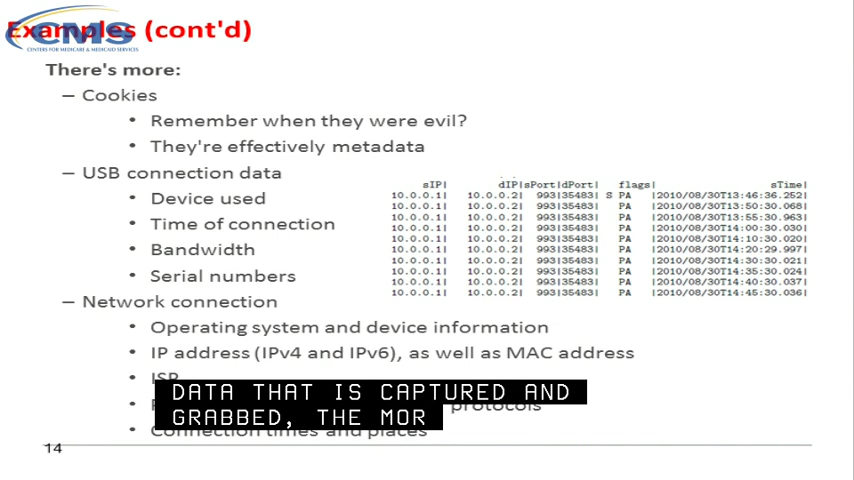 Examples (cont'd)
CMS
CENTERS FOR MEDICARE & MEDICAID SERVICES
There's more:
– Cookies
• Remember when they were evil?
• They're effectively metadata
– USB connection data
• Device used
• Time of connection
• Bandwidth
• Serial numbers
– Network connection
• Operating system and device information
• IP address (IPv4 and IPv6), as well as MAC address
• ISP
protocols
• Connection times and places
sIP| dIP|sPort|dPort| flags| sTime|
10.0.0.1| 10.0.0.2| 993|35483| S PA |2010/08/30T13:46:36.252|
10.0.0.1| 10.0.0.2| 993|35483| PA |2010/08/30T13:50:30.068|
10.0.0.1| 10.0.0.2| 993|35483| PA |2010/08/30T13:55:30.963|
10.0.0.1| 10.0.0.2| 993|35483| PA |2010/08/30T14:00:30.030|
10.0.0.1| 10.0.0.2| 993|35483| PA |2010/08/30T14:10:30.020|
10.0.0.1| 10.0.0.2| 993|35483| PA |2010/08/30T14:20:29.997|
10.0.0.1| 10.0.0.2| 993|35483| PA |2010/08/30T14:30:30.021|
10.0.0.1| 10.0.0.2| 993|35483| PA |2010/08/30T14:35:30.024|
10.0.0.1| 10.0.0.2| 993|35483| PA |2010/08/30T14:40:30.037|
10.0.0.1| 10.0.0.2| 993|35483| PA |2010/08/30T14:45:30.036|
DATA THAT IS CAPTURED AND
GRABBED, THE MOR
14